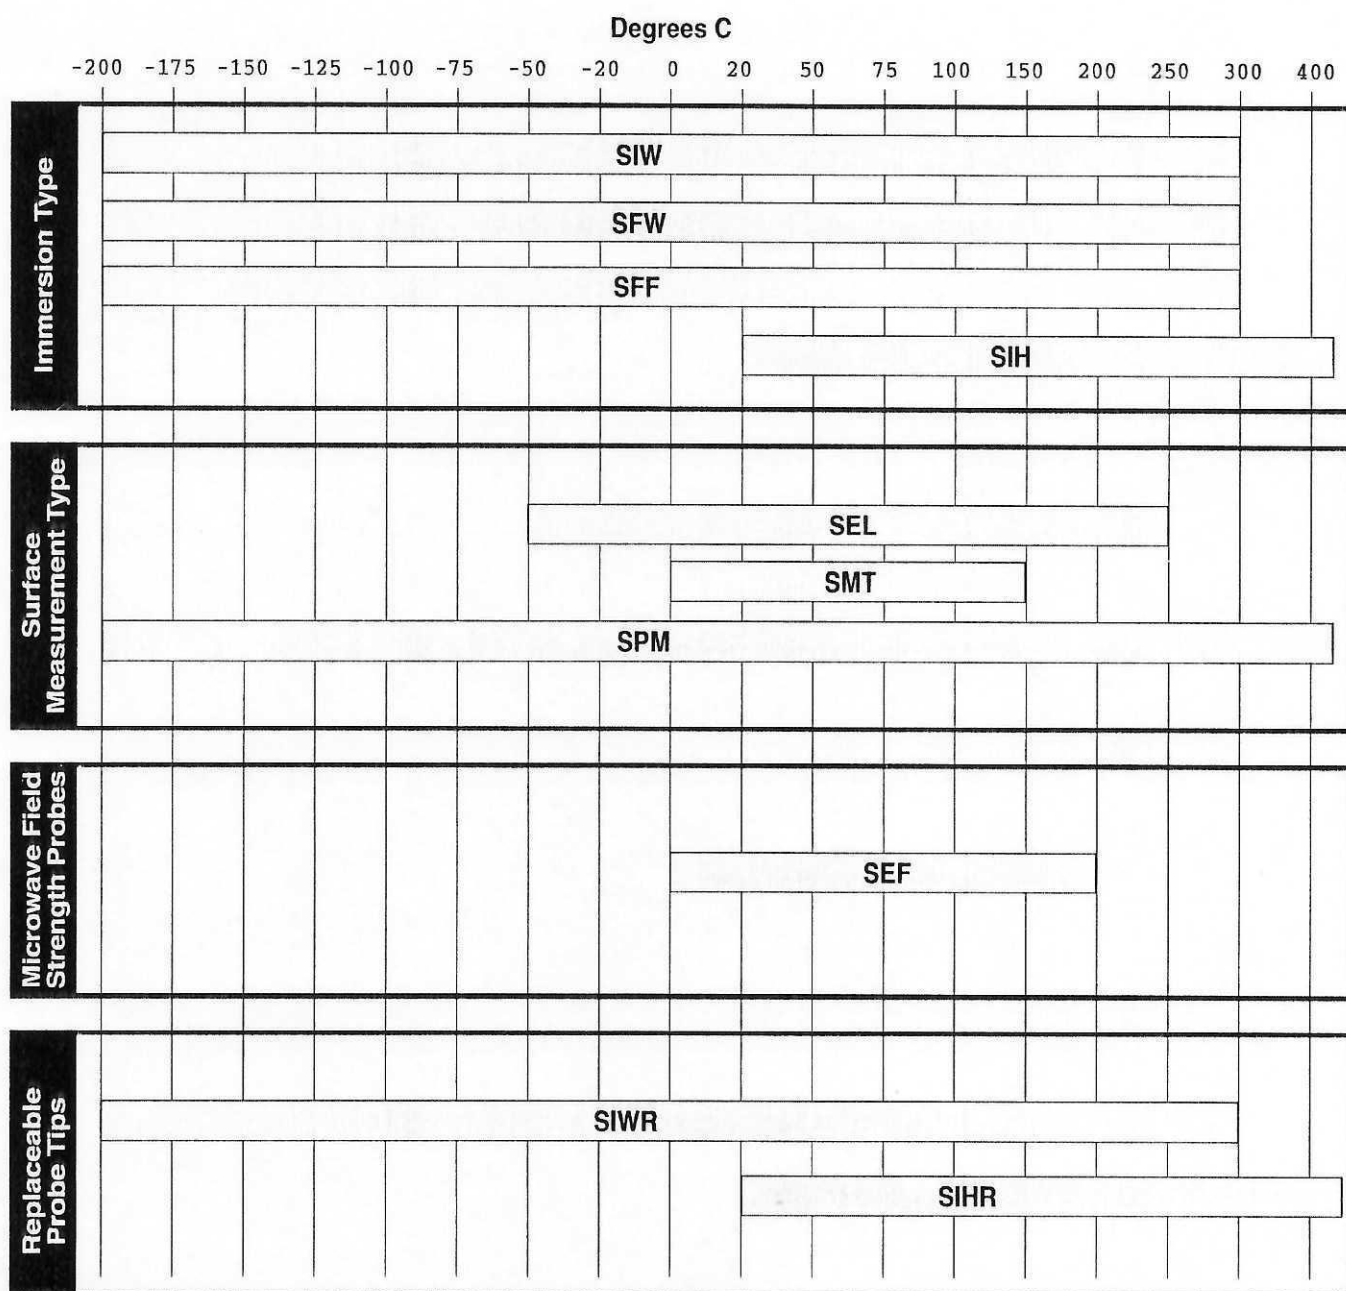 Degrees C
-200 -175 -150 -125 -100 -75 -50 -20 0 20 50 75 100 150 200 250 300 400
Immersion Type
SIW
SFW
SFF
SIH
Surface
Measurement Type
SEL
SMT
SPM
Microwave Field
Strength Probes
SEF
Replaceable
Probe Tips
SIWR
SIHR